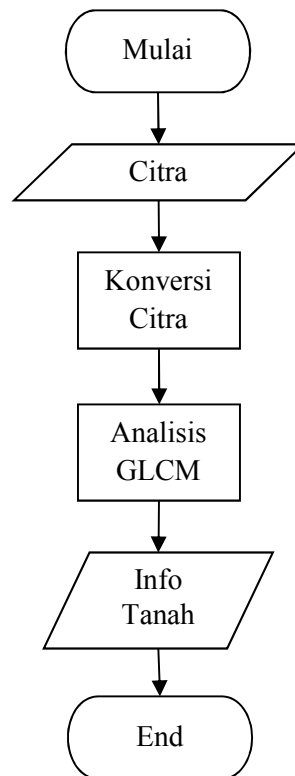 Mulai
Citra
Konversi
Citra
Analisis
GLCM
Info
Tanah
End